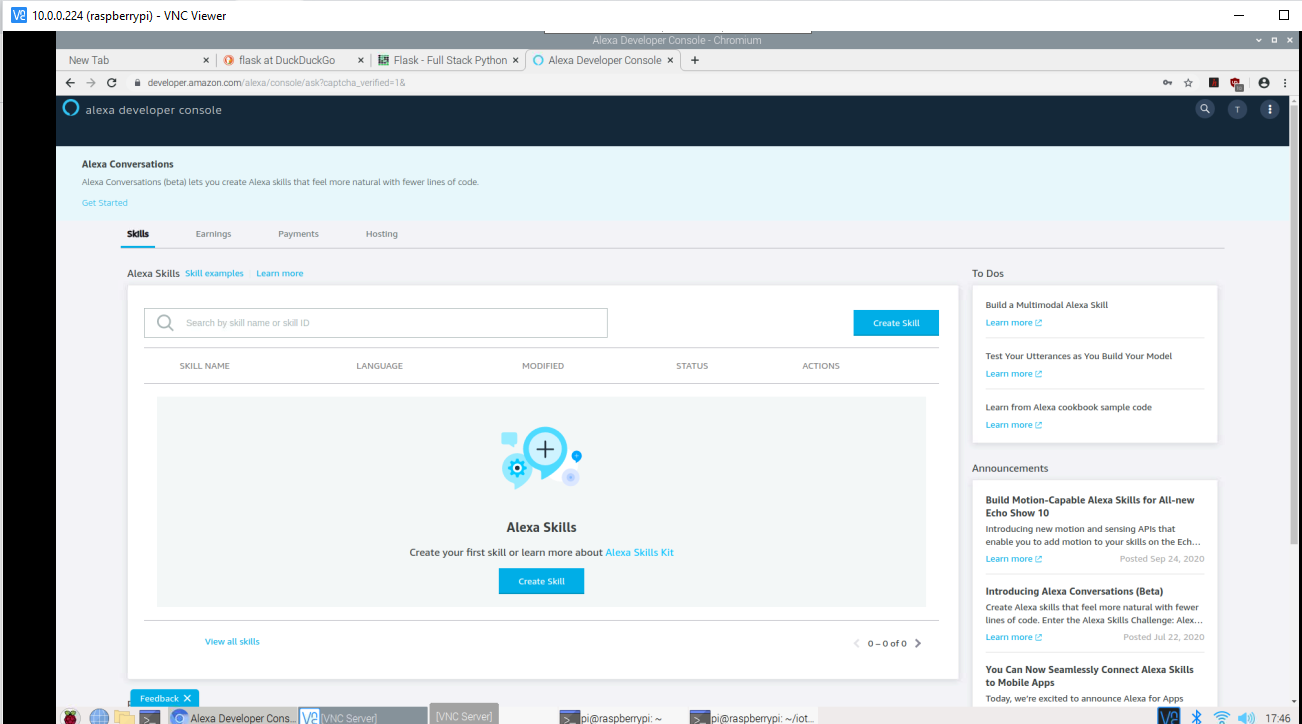 10.0.0.224 (raspberrypi) - VNC Viewer
Alexa Developer Console - Chromium
New Tab
flask at DuckDuckGo
Flask - Full Stack Python
Alexa Developer Console
developer.amazon.com/alexa/console/ask?captcha_verified=1&
alexa developer console
T
Alexa Conversations
Alexa Conversations (beta) lets you create Alexa skills that feel more natural with fewer lines of code.
Get Started
Skills
Earnings
Payments
Hosting
Alexa Skills
Skill examples
Learn more
Search by skill name or skill ID
Create Skill
SKILL NAME
LANGUAGE
MODIFIED
STATUS
ACTIONS
Alexa Skills
Create your first skill or learn more about Alexa Skills Kit
Create Skill
View all skills
0 – 0 of 0
To Dos
Build a Multimodal Alexa Skill
Learn more
Test Your Utterances as You Build Your Model
Learn more
Learn from Alexa cookbook sample code
Learn more
Announcements
Build Motion-Capable Alexa Skills for All-new
Echo Show 10
Introducing new motion and sensing APIs that
enable you to add motion to your skills on the Ech...
Learn more
Posted Sep 24, 2020
Introducing Alexa Conversations (Beta)
Create Alexa skills that feel more natural with fewer
lines of code. Enter the Alexa Skills Challenge: Alex...
Learn more
Posted Jul 22, 2020
You Can Now Seamlessly Connect Alexa Skills
to Mobile Apps
Today, we're excited to announce Alexa for Apps
Feedback
Alexa Developer Cons...
[VNC Server]
[VNC Server]
pi@raspberrypi: ~
pi@raspberrypi: ~/iot...
17:46